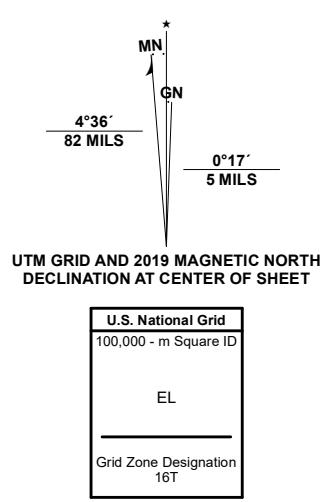 ★
MN
GN
4°36´
82 MILS
0°17´
5 MILS
UTM GRID AND 2019 MAGNETIC NORTH
DECLINATION AT CENTER OF SHEET
U.S. National Grid
100,000 - m Square ID
EL
Grid Zone Designation
16T